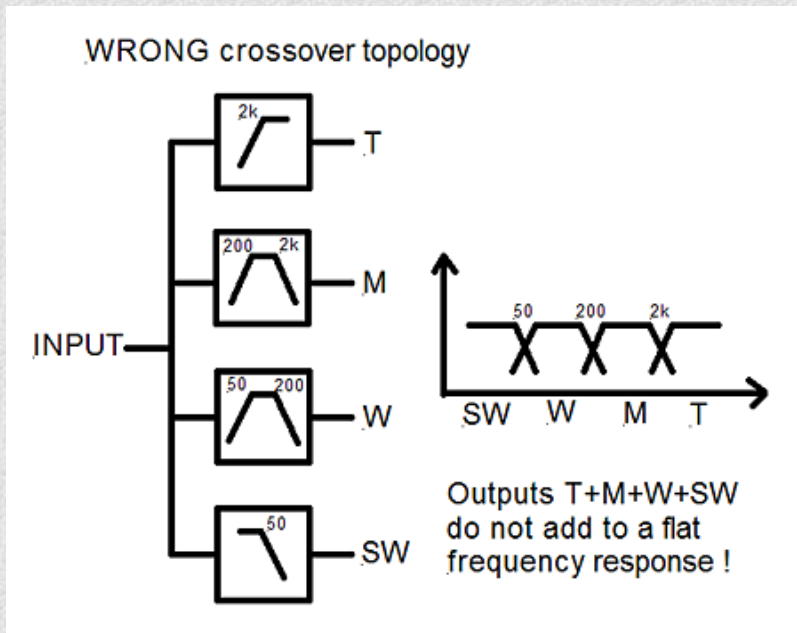 WRONG crossover topology
2k
T
200 2k
M
INPUT
50 200
W
50
SW
50 200 2k
SW W M T
Outputs T+M+W+SW
do not add to a flat
frequency response !